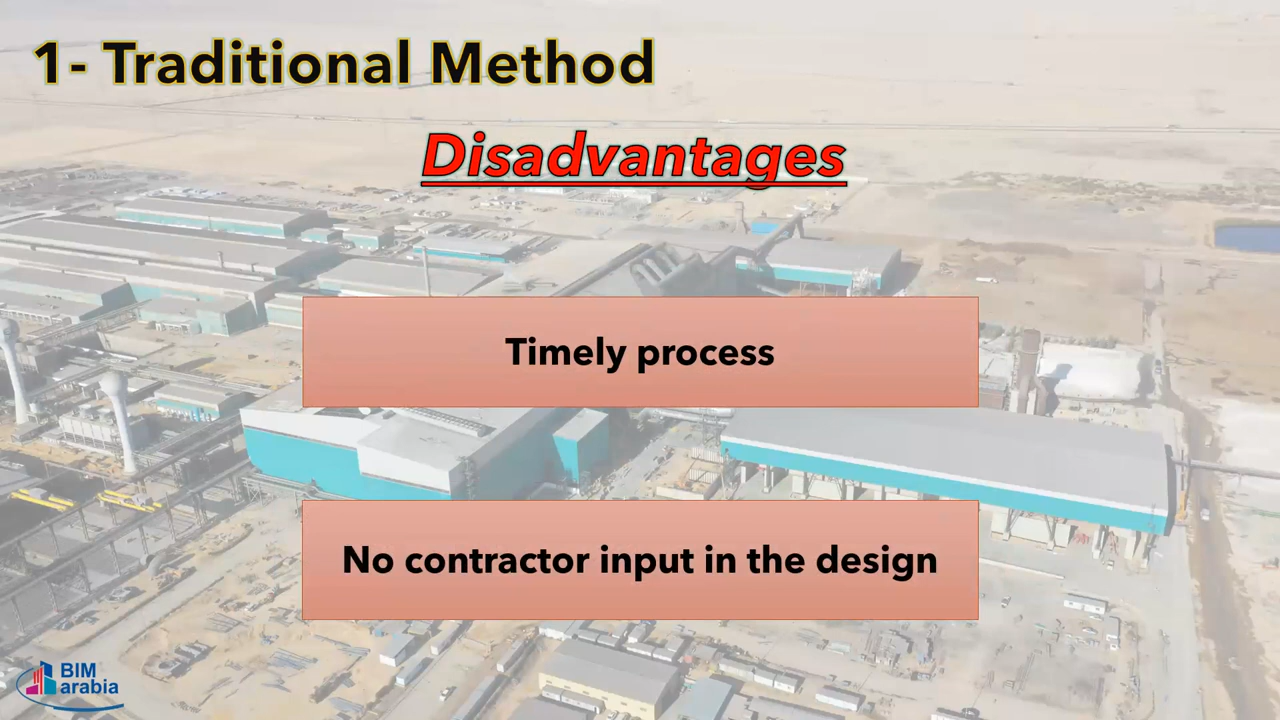 1- Traditional Method
Disadvantages
Timely process
No contractor input in the design
BIM
arabia